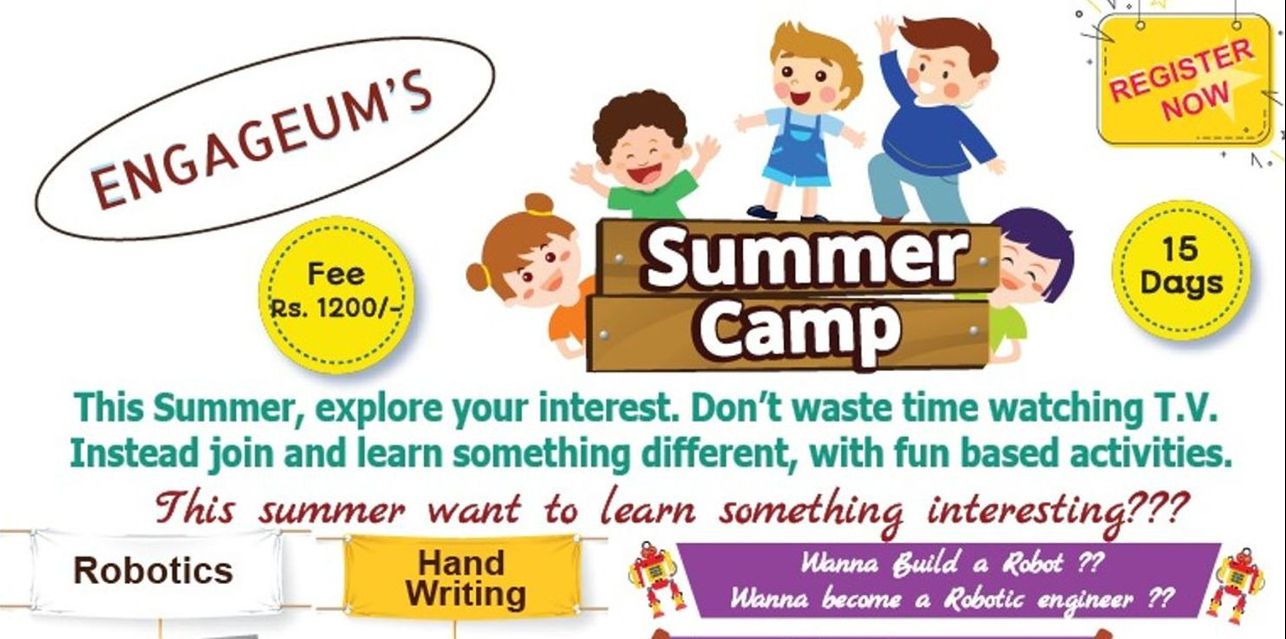 ENGAGEUM'S
REGISTER
NOW
Fee
Rs. 1200/-
Summer
Camp
15
Days
This Summer, explore your interest. Don't waste time watching T.V.
Instead join and learn something different, with fun based activities.
This summer want to learn something interesting???
Robotics
Hand
Writing
Wanna Build a Robot ??
Wanna become a Robotic engineer ??